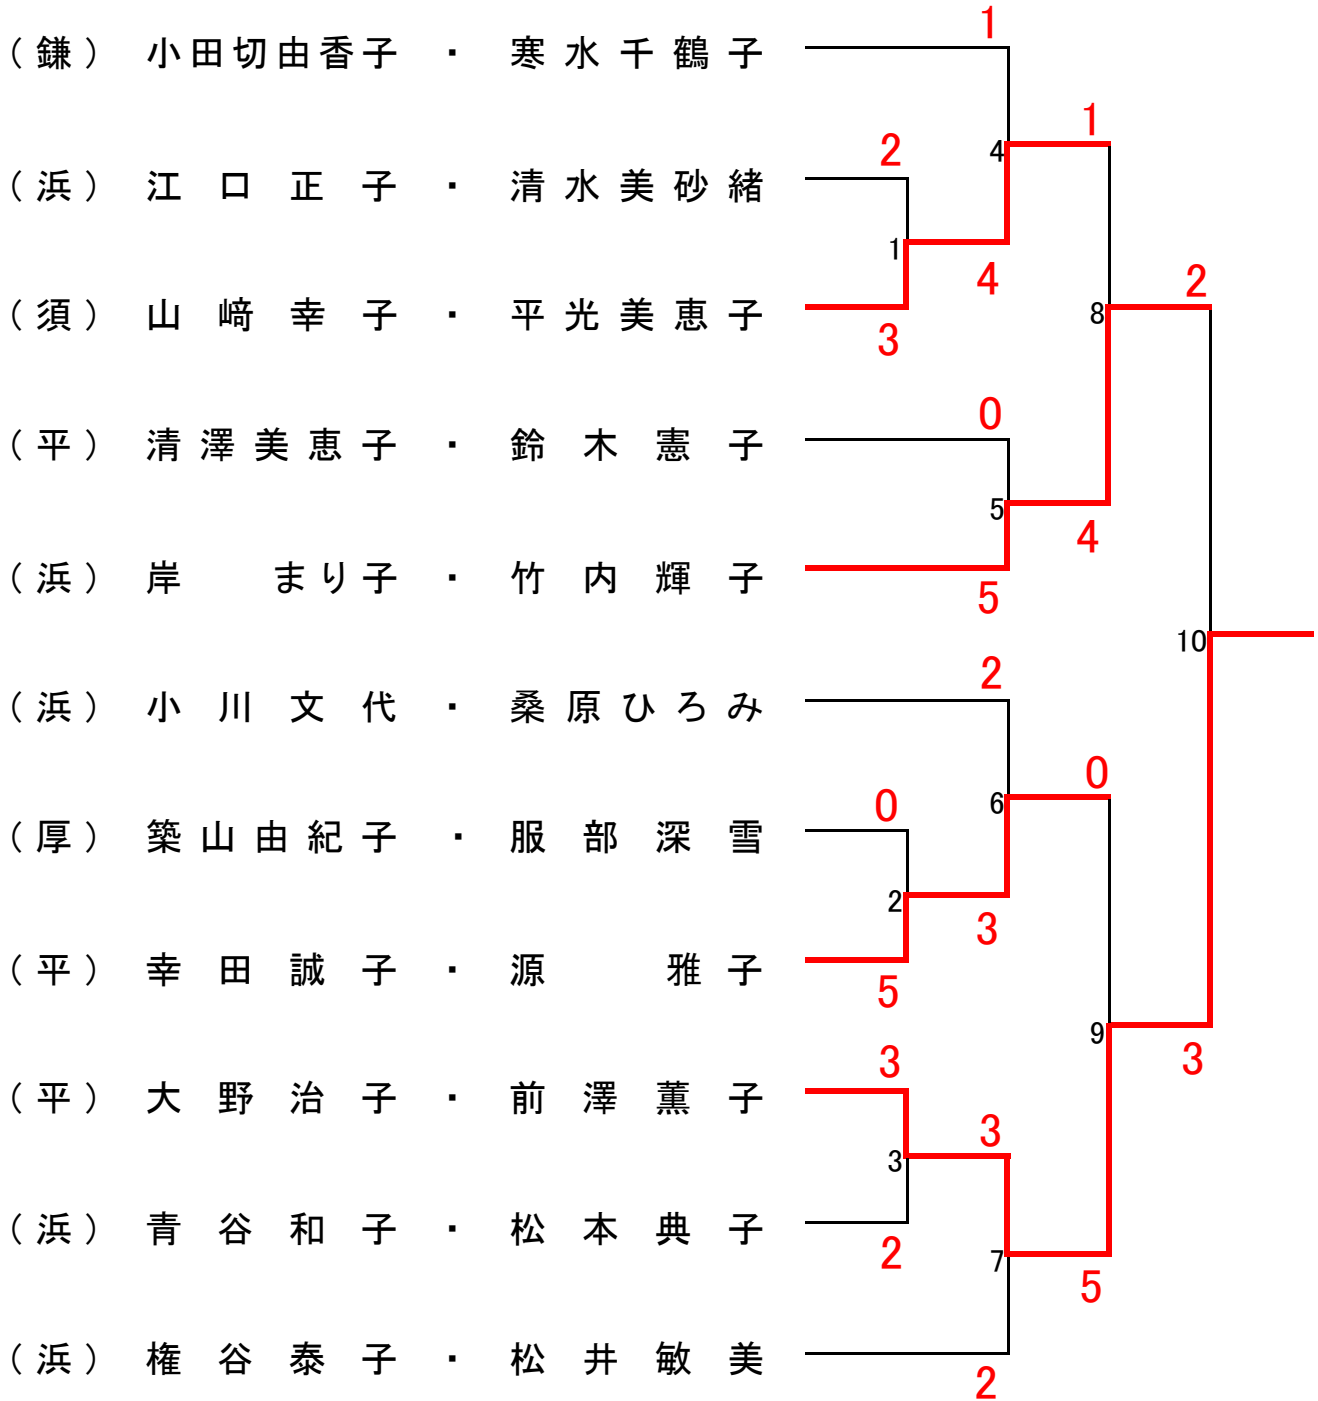 1
(鎌) 小田切由香子 ・ 寒水千鶴子
1
2 4
(浜) 江口正子 ・ 清水美砂緒
1
4 2
(須) 山﨑幸子 ・ 平光美恵子 8
3
0
(平) 清澤美恵子 ・ 鈴木憲子
5
4
(浜) 岸まり子 ・ 竹内輝子
5
10
2
(浜) 小川文代 ・ 桑原ひろみ
0
0 6
(厚) 築山由紀子 ・ 服部深雪
2
3
(平) 幸田誠子 ・ 源雅子
5
9
3 3
(平) 大野治子 ・ 前澤薫子
3
3
(浜) 青谷和子 ・ 松本典子
2 7
5
(浜) 権谷泰子 ・ 松井敏美
2